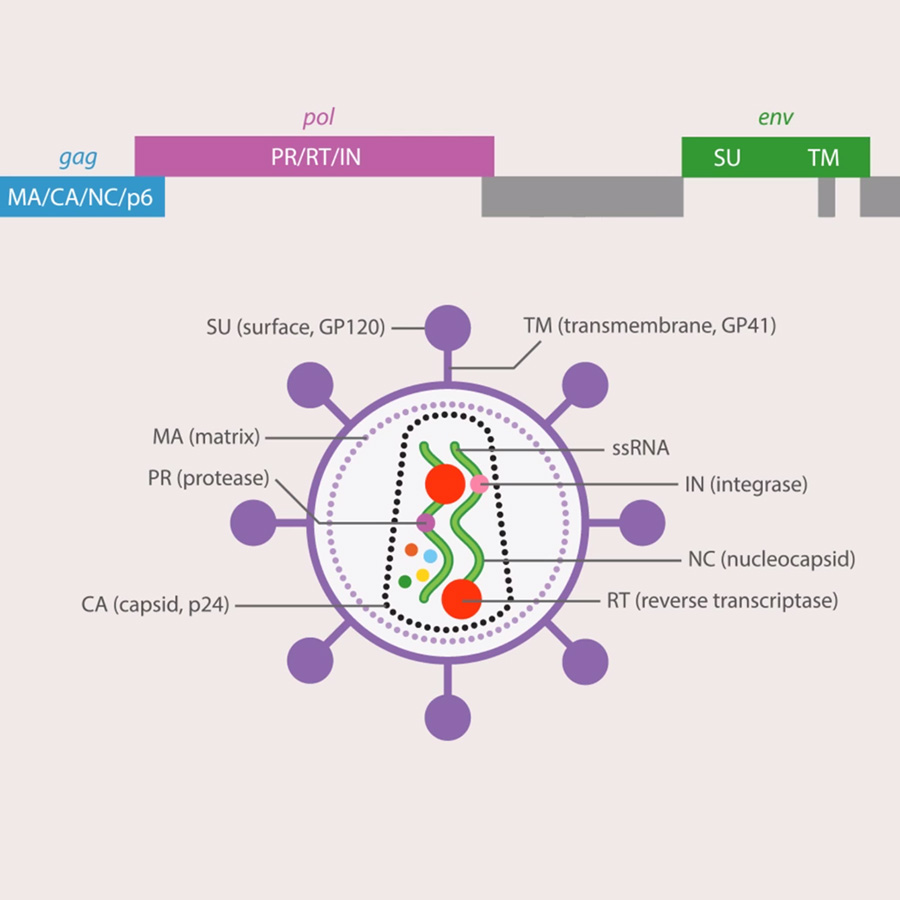 pol
env
gag
PR/RT/IN
SU
TM
MA/CA/NC/p6
SU (surface, GP120)
TM (transmembrane, GP41)
MA (matrix)
ssRNA
PR (protease)
IN (integrase)
NC (nucleocapsid)
CA (capsid, p24)
RT (reverse transcriptase)